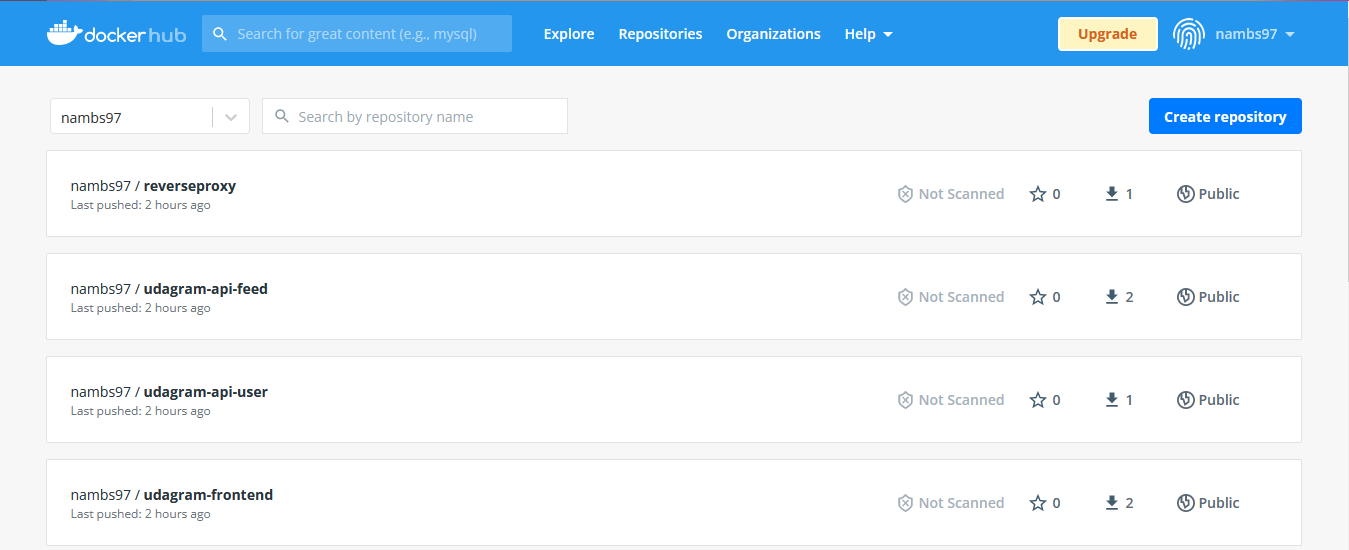 docker hub Search for great content (e.g., mysql) Explore Repositories Organizations Help Upgrade nambs97
nambs97 Search by repository name Create repository
nambs97 / reverseproxy
Last pushed: 2 hours ago
Not Scanned 0 1 Public
nambs97 / udagram-api-feed
Last pushed: 2 hours ago
Not Scanned 0 2 Public
nambs97 / udagram-api-user
Last pushed: 2 hours ago
Not Scanned 0 1 Public
nambs97 / udagram-frontend
Last pushed: 2 hours ago
Not Scanned 0 2 Public